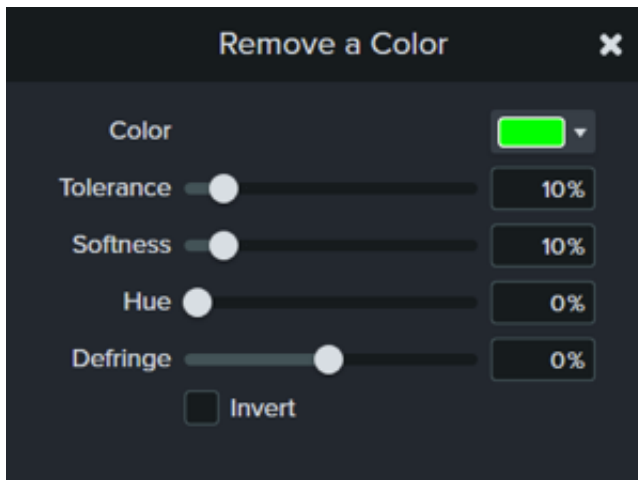 Remove a Color
Color
Tolerance 10%
Softness 10%
Hue 0%
Defringe 0%
Invert